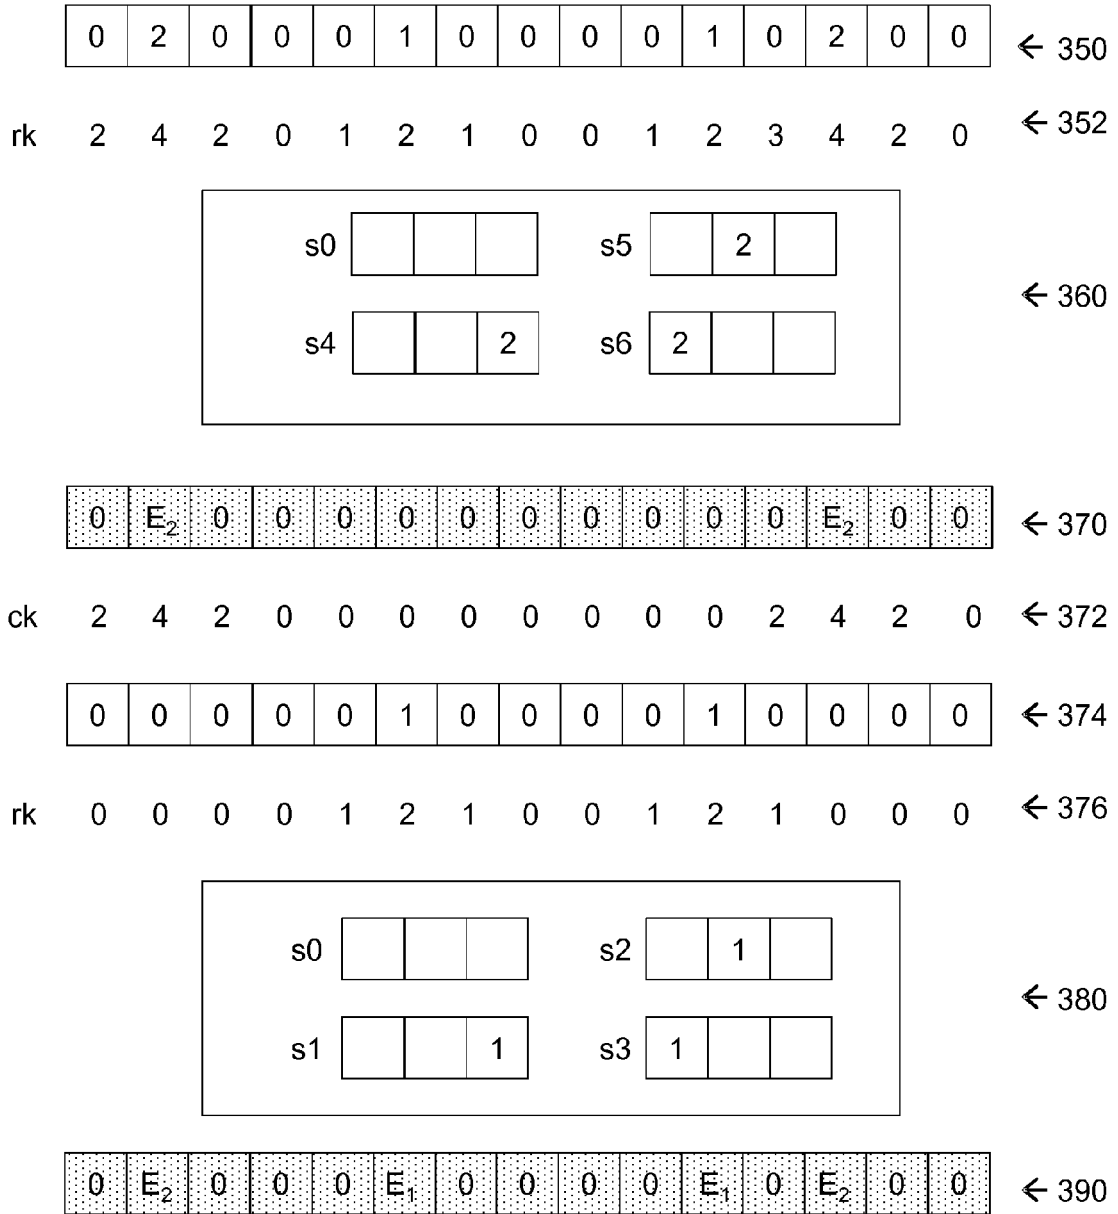 0 2 0 0 0 1 0 0 0 0 1 0 2 0 0 ← 350
rk 2 4 2 0 1 2 1 0 0 1 2 3 4 2 0 ← 352
s0 s5 2
← 360
s4 2 s6 2
0 E₂ 0 0 0 0 0 0 0 0 0 0 E₂ 0 0 ← 370
ck 2 4 2 0 0 0 0 0 0 0 0 2 4 2 0 ← 372
0 0 0 0 0 1 0 0 0 0 1 0 0 0 0 ← 374
rk 0 0 0 0 1 2 1 0 0 1 2 1 0 0 0 ← 376
s0 s2 1
← 380
s1 1 s3 1
0 E₂ 0 0 0 E₁ 0 0 0 0 E₁ 0 E₂ 0 0 ← 390